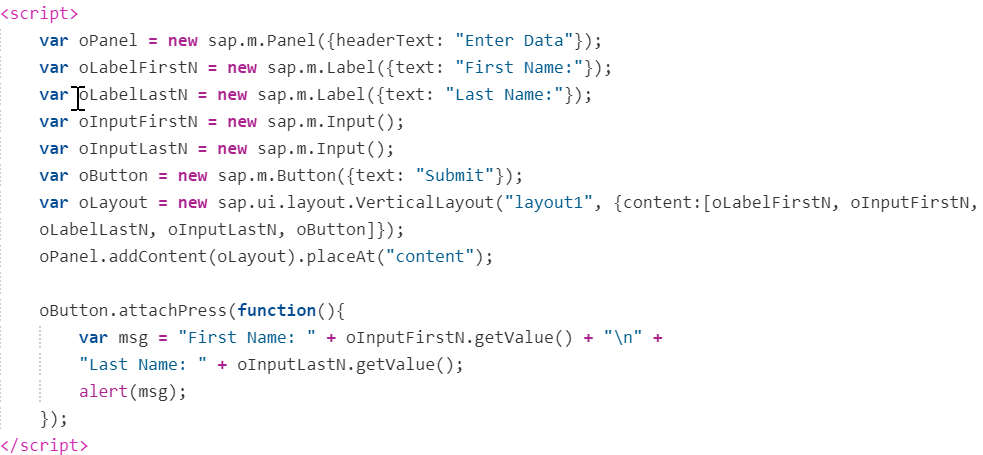 <script>
var oPanel = new sap.m.Panel({headerText: "Enter Data"});
var oLabelFirstN = new sap.m.Label({text: "First Name:"});
var oLabelLastN = new sap.m.Label({text: "Last Name:"});
var oInputFirstN = new sap.m.Input();
var oInputLastN = new sap.m.Input();
var oButton = new sap.m.Button({text: "Submit"});
var oLayout = new sap.ui.layout.VerticalLayout("layout1", {content:[oLabelFirstN, oInputFirstN,
oLabelLastN, oInputLastN, oButton]});
oPanel.addContent(oLayout).placeAt("content");
oButton.attachPress(function(){
var msg = "First Name: " + oInputFirstN.getValue() + "\n" +
"Last Name: " + oInputLastN.getValue();
alert(msg);
});
</script>